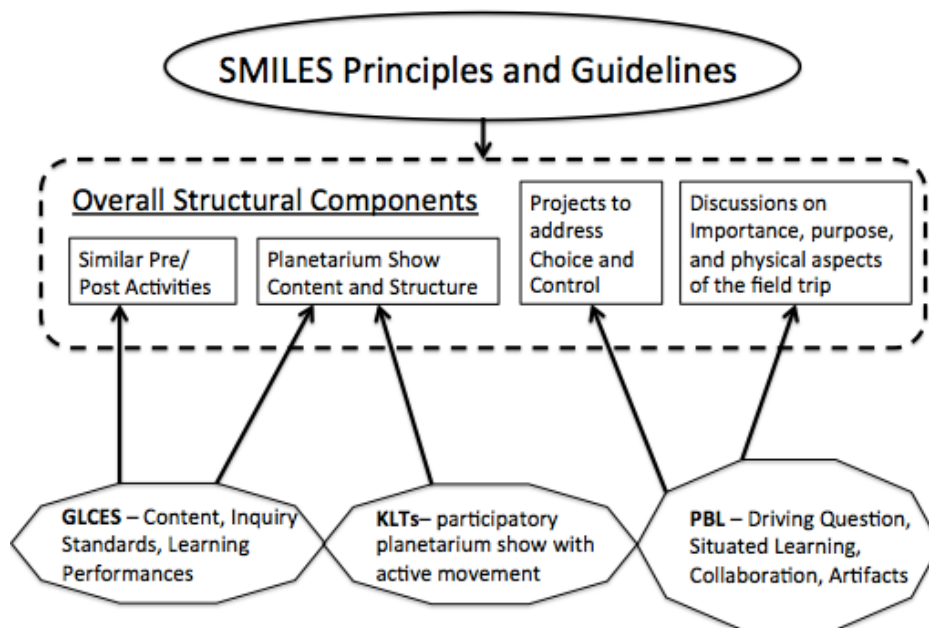 SMILES Principles and Guidelines
Overall Structural Components
Similar Pre/
Post Activities
Planetarium Show
Content and Structure
Projects to
address
Choice and
Control
Discussions on
Importance, purpose,
and physical aspects
of the field trip
GLCES – Content, Inquiry
Standards, Learning
Performances
KLTs– participatory
planetarium show with
active movement
PBL – Driving Question,
Situated Learning,
Collaboration, Artifacts